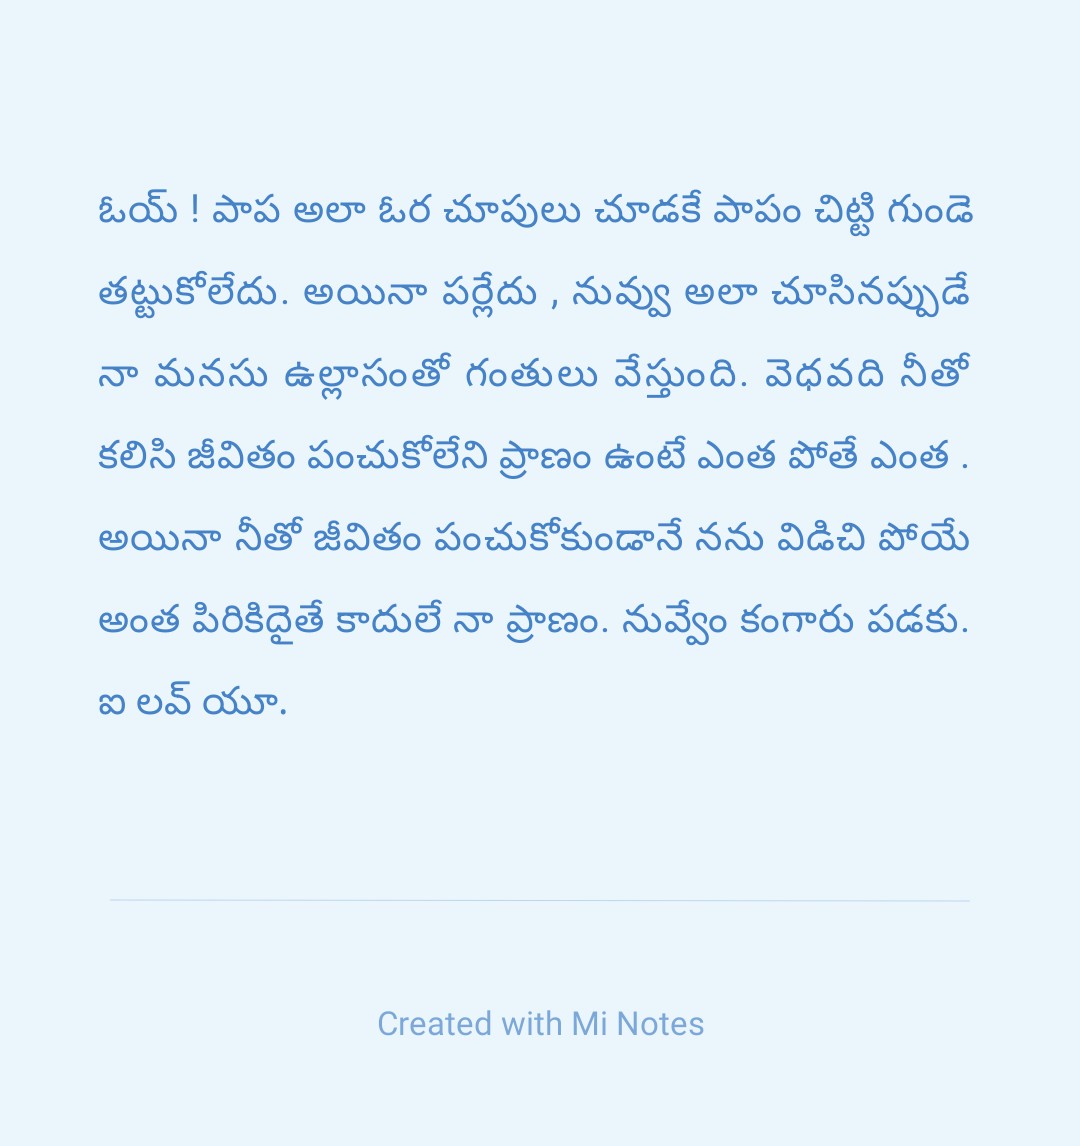 ఓయ్ ! పాప అలా ఓర చూపులు చూడకే పాపం చిట్టి గుండె
తట్టుకోలేదు. అయినా పర్లేదు , నువ్వు అలా చూసినప్పుడే
నా మనసు ఉల్లాసంతో గంతులు వేస్తుంది. వెధవది నీతో
కలిసి జీవితం పంచుకోలేని ప్రాణం ఉంటే ఎంత పోతే ఎంత .
అయినా నీతో జీవితం పంచుకోకుండానే నను విడిచి పోయే
అంత పిరికిదైతే కాదులే నా ప్రాణం. నువ్వేం కంగారు పడకు.
ఐ లవ్ యూ.
Created with Mi Notes